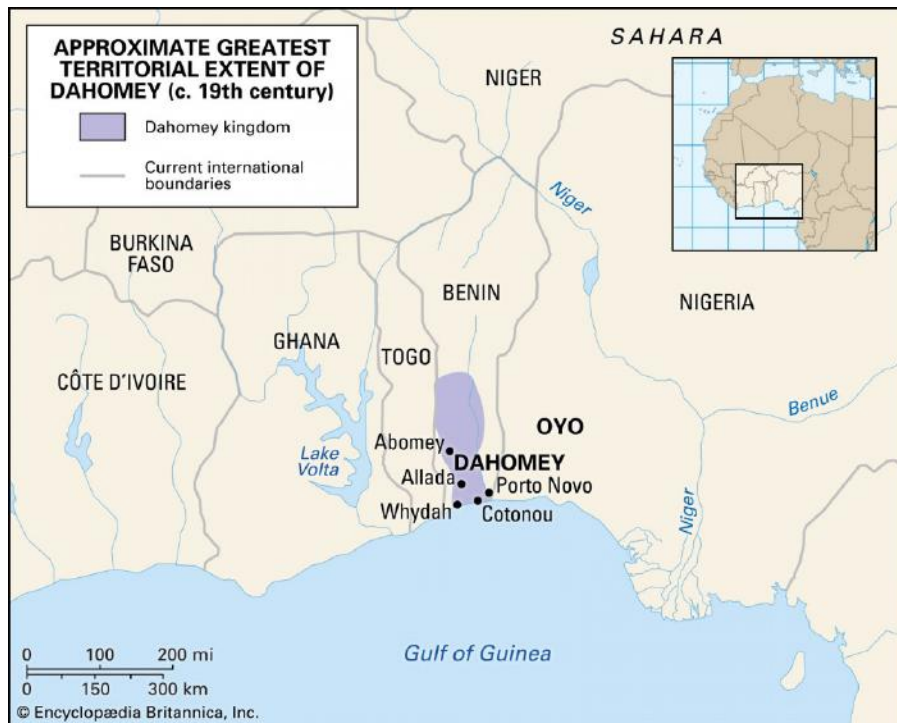 APPROXIMATE GREATEST
TERRITORIAL EXTENT OF
DAHOMEY (c. 19th century)
Dahomey kingdom
Current international
boundaries
SAHARA
NIGER
Niger
BURKINA
FASO
BENIN
NIGERIA
GHANA
TOGO
CÔTE D'IVOIRE
Benue
OYO
Abomey
Lake
Volta
DAHOMEY
Allada
Porto Novo
Whydah
Cotonou
Niger
Gulf of Guinea
0 100 200 mi
0 150 300 km
© Encyclopædia Britannica, Inc.